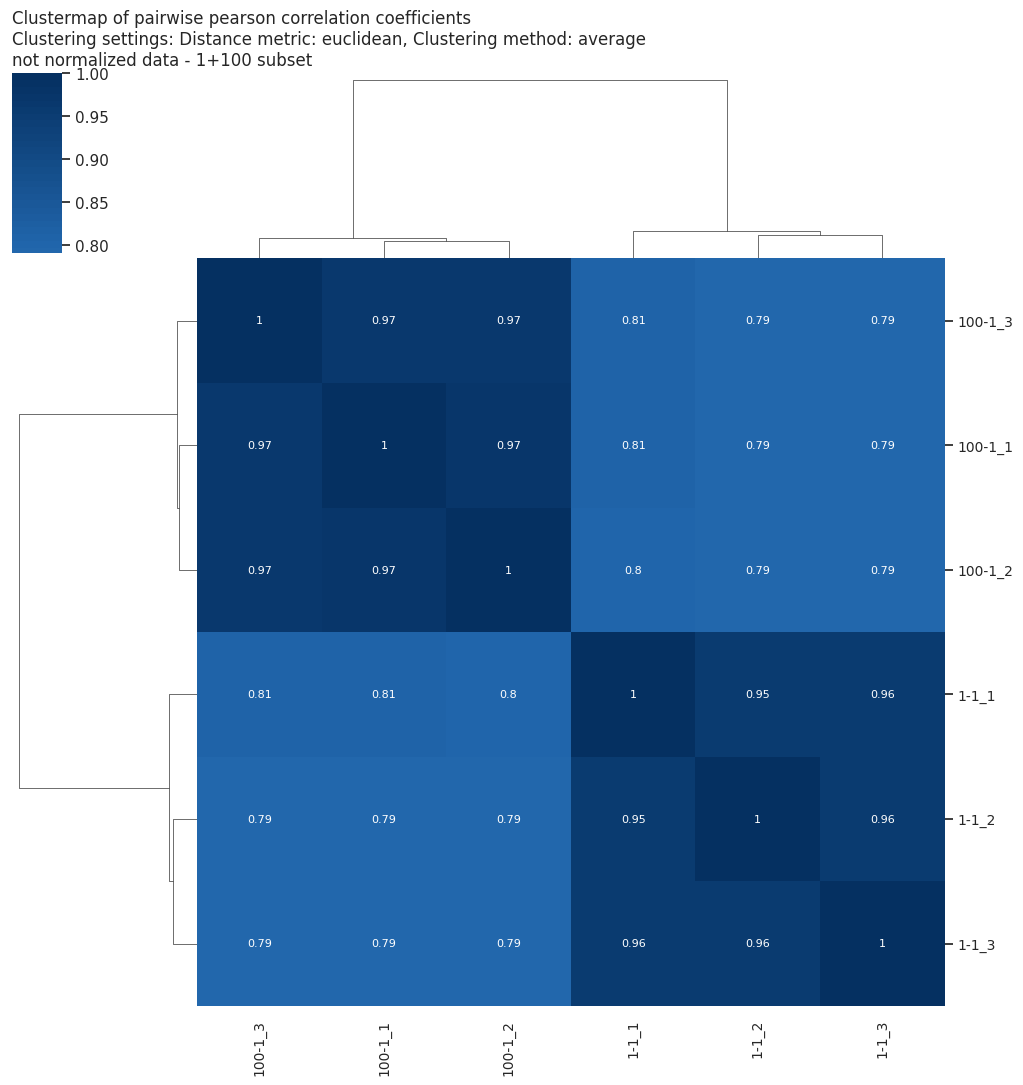 Clustermap of pairwise pearson correlation coefficients
Clustering settings: Distance metric: euclidean, Clustering method: average
not normalized data - 1+100 subset
1.00
0.95
0.90
0.85
0.80
1 0.97 0.97 0.81 0.79 0.79 100-1_3
0.97 1 0.97 0.81 0.79 0.79 100-1_1
0.97 0.97 1 0.8 0.79 0.79 100-1_2
0.81 0.81 0.8 1 0.95 0.96 1-1_1
0.79 0.79 0.79 0.95 1 0.96 1-1_2
0.79 0.79 0.79 0.96 0.96 1 1-1_3
100-1_3 100-1_1 100-1_2 1-1_1 1-1_2 1-1_3